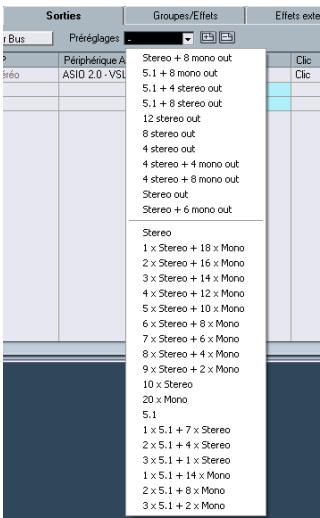 Sorties
Groupes/Effets
Effets exte
r Bus
Préréglages
-
Périphérique A
Clic
éréo
ASIO 2.0 - VSL
Clic
Stereo + 8 mono out
5.1 + 8 mono out
5.1 + 4 stereo out
5.1 + 8 stereo out
12 stereo out
8 stereo out
4 stereo out
4 stereo + 4 mono out
4 stereo + 8 mono out
Stereo out
Stereo + 6 mono out
Stereo
1 x Stereo + 18 x Mono
2 x Stereo + 16 x Mono
3 x Stereo + 14 x Mono
4 x Stereo + 12 x Mono
5 x Stereo + 10 x Mono
6 x Stereo + 8 x Mono
7 x Stereo + 6 x Mono
8 x Stereo + 4 x Mono
9 x Stereo + 2 x Mono
10 x Stereo
20 x Mono
5.1
1 x 5.1 + 7 x Stereo
2 x 5.1 + 4 x Stereo
3 x 5.1 + 1 x Stereo
1 x 5.1 + 14 x Mono
2 x 5.1 + 8 x Mono
3 x 5.1 + 2 x Mono